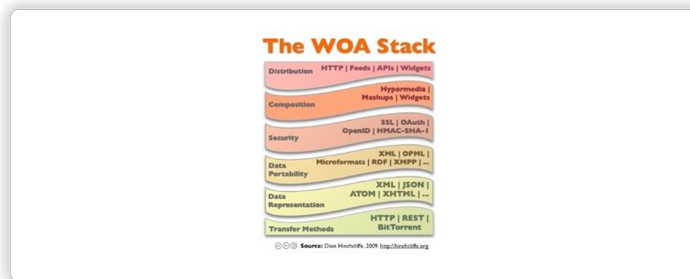 The WOA Stack
Distribution HTTP | Feeds | APIs | Widgets
Hypermedia |
Composition Mashups | Widgets
SSL | OAuth |
Security OpenID | HMAC-SHA-1
XML | OPML |
Data Microformats | RDF | XMPP | ...
Portability
XML | JSON |
Data ATOM | XHTML | ...
Representation
HTTP | REST |
Transfer Methods BitTorrent
Source: Dion Hinchcliffe, 2009. http://hinchcliffe.org